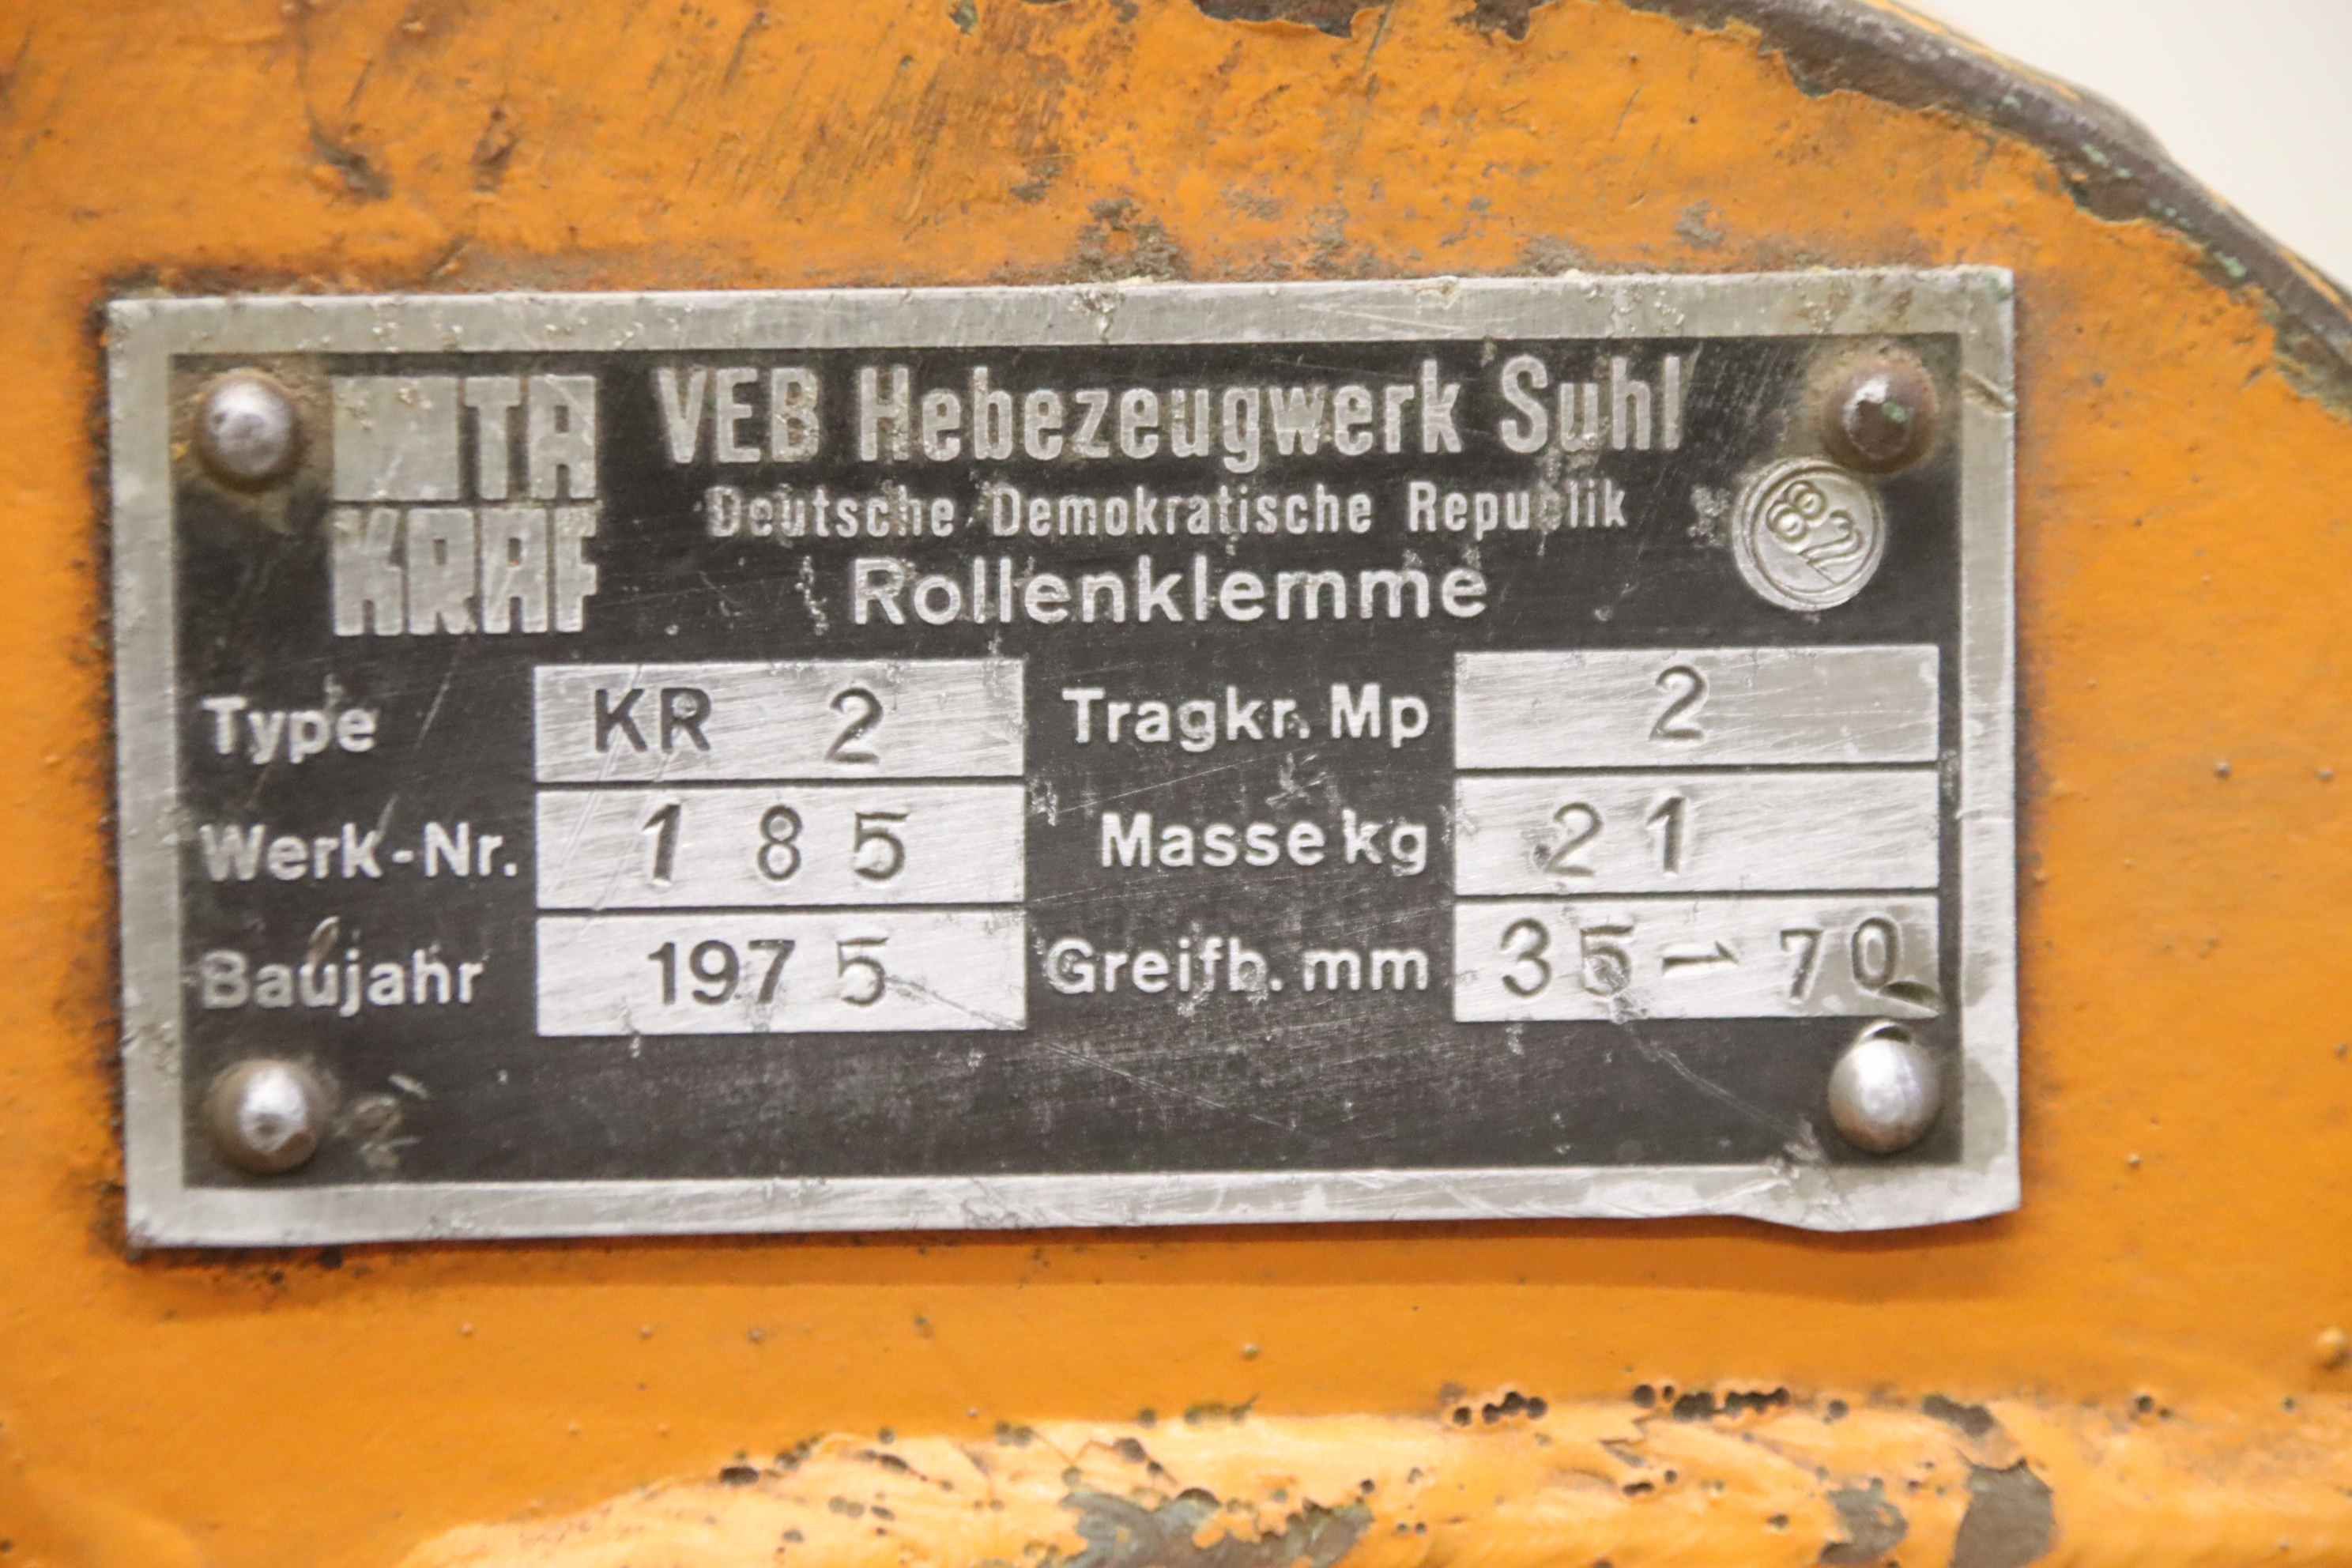 VEB Hebezeugwerk Suhl
Deutsche Demokratische Republik
Rollenklemme
Type KR 2
Werk-Nr. 185
Baujahr 1975
Tragkr. Mp 2
Masse kg 21
Greifb. mm 35-70